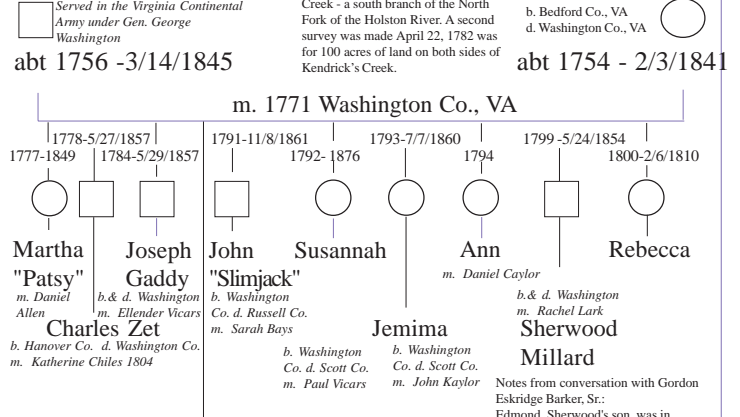 Served in the Virginia Continental
Army under Gen. George
Washington
abt 1756 -3/14/1845
Creek - a south branch of the North
Fork of the Holston River. A second
survey was made April 22, 1782 was
for 100 acres of land on both sides of
Kendrick's Creek.
b. Bedford Co., VA
d. Washington Co., VA
abt 1754 - 2/3/1841
m. 1771 Washington Co., VA
1778-5/27/1857
1791-11/8/1861
1793-7/7/1860
1799 -5/24/1854
1777-1849
1784-5/29/1857
1792- 1876
1794
1800-2/6/1810
Martha
"Patsy"
m. Daniel
Allen
Joseph
Gaddy
b.& d. Washington
m. Ellender Vicars
John
"Slimjack"
b. Washington
Co. d. Russell Co.
m. Sarah Bays
Susannah
Ann
m. Daniel Caylor
Rebecca
Charles Zet
b. Hanover Co. d. Washington Co.
m. Katherine Chiles 1804
Jemima
b. Washington
Co. d. Scott Co.
m. Paul Vicars
b. Washington
Co. d. Scott Co.
m. John Kaylor
b.& d. Washington
m. Rachel Lark
Sherwood
Millard
Notes from conversation with Gordon
Eskridge Barker, Sr.:
Edmond, Sherwood's son, was in